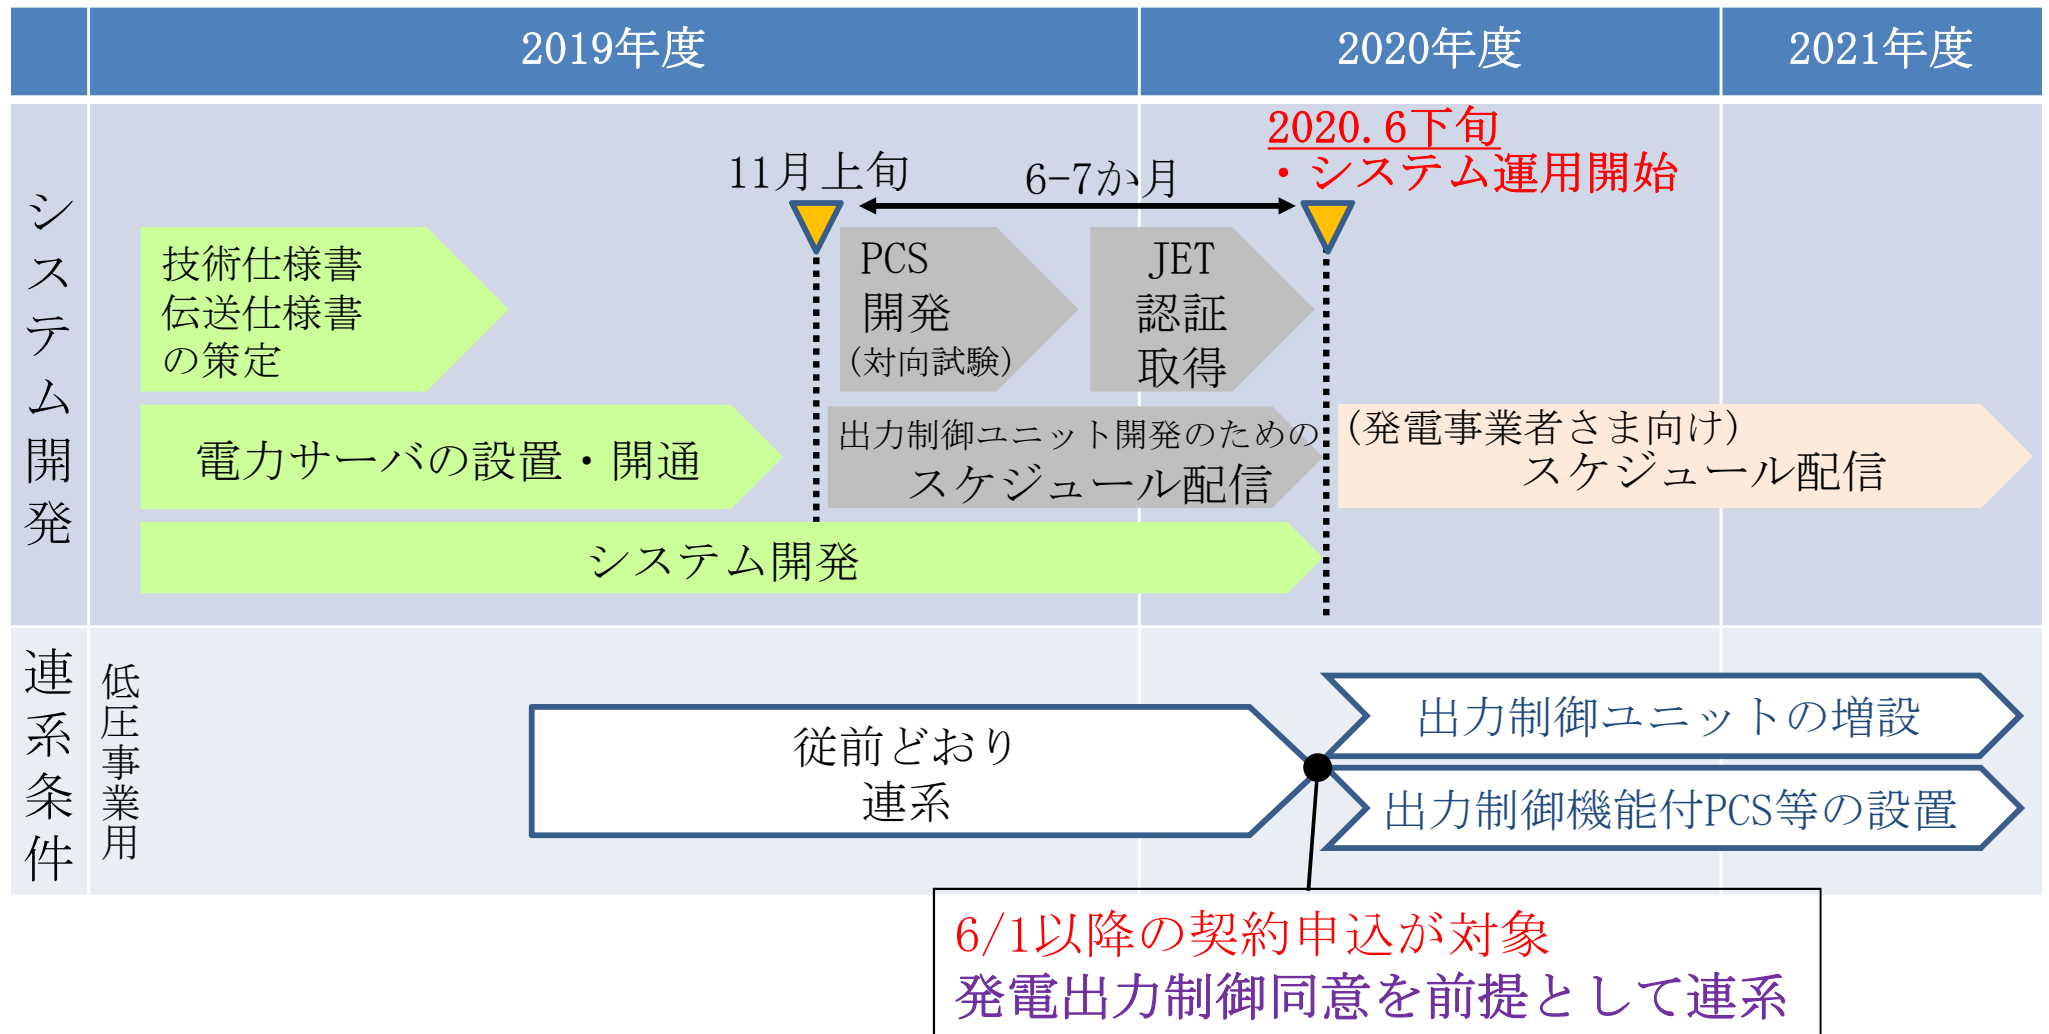 2019年度
2020年度
2021年度
システム開発
2020.6下旬
・システム運用開始
11月上旬
6-7か月
技術仕様書
伝送仕様書
の策定
PCS
開発
(対向試験)
JET
認証
取得
電力サーバの設置・開通
出力制御ユニット開発のための
スケジュール配信
(発電事業者さま向け)
スケジュール配信
システム開発
連系条件
低圧事業用
従前どおり
連系
出力制御ユニットの増設
出力制御機能付PCS等の設置
6/1以降の契約申込が対象
発電出力制御同意を前提として連系